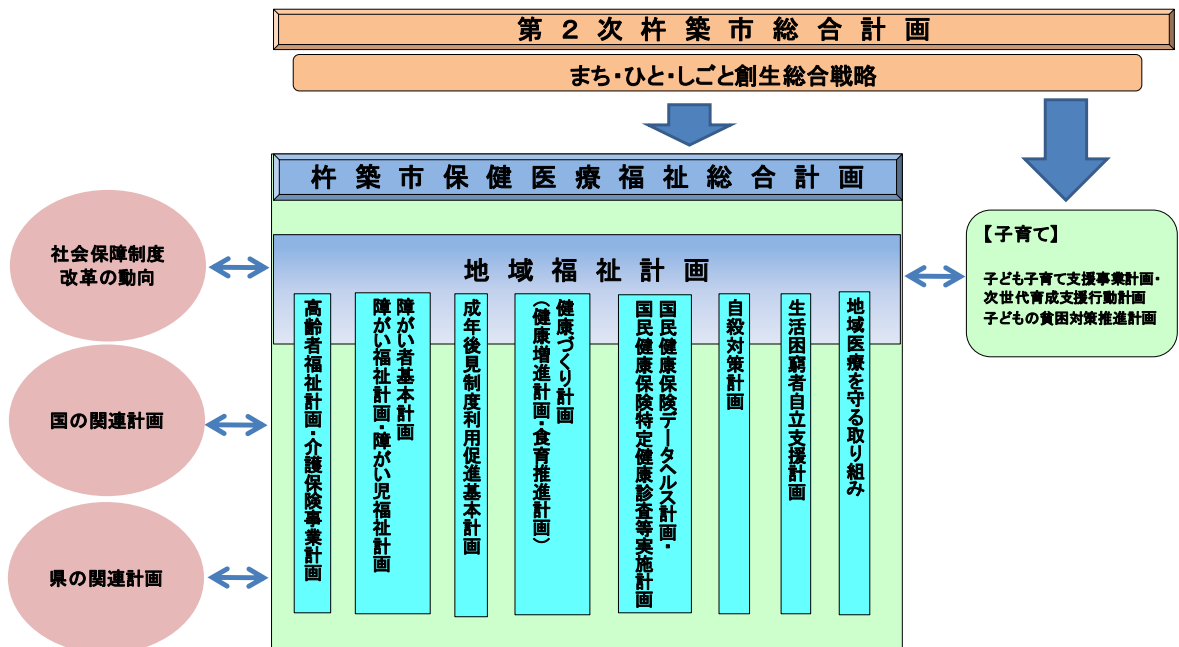 第２次杵築市総合計画
まち・ひと・しごと創生総合戦略
杵築市保健医療福祉総合計画
社会保障制度
改革の動向
国の関連計画
県の関連計画
地域福祉計画
高齢者福祉計画・介護保険事業計画
障がい者基本計画
障がい福祉計画・障がい児福祉計画
成年後見制度利用促進基本計画
健康づくり計画
（健康増進計画・食育推進計画）
国民健康保険データヘルス計画・
国民健康保険特定健康診査等実施計画
自殺対策計画
生活困窮者自立支援計画
地域医療を守る取り組み
【子育て】
子ども子育て支援事業計画・
次世代育成支援行動計画
子どもの貧困対策推進計画